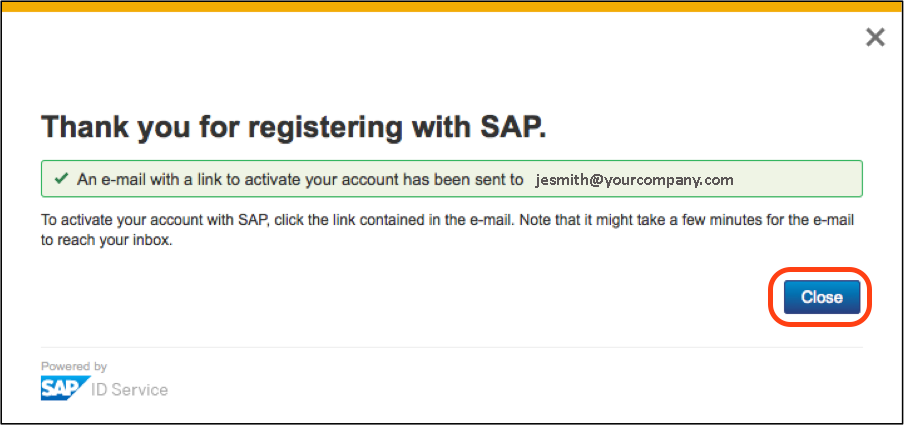 Thank you for registering with SAP.
An e-mail with a link to activate your account has been sent to jesmith@yourcompany.com
To activate your account with SAP, click the link contained in the e-mail. Note that it might take a few minutes for the e-mail
to reach your inbox.
Close
Powered by
SAP ID Service